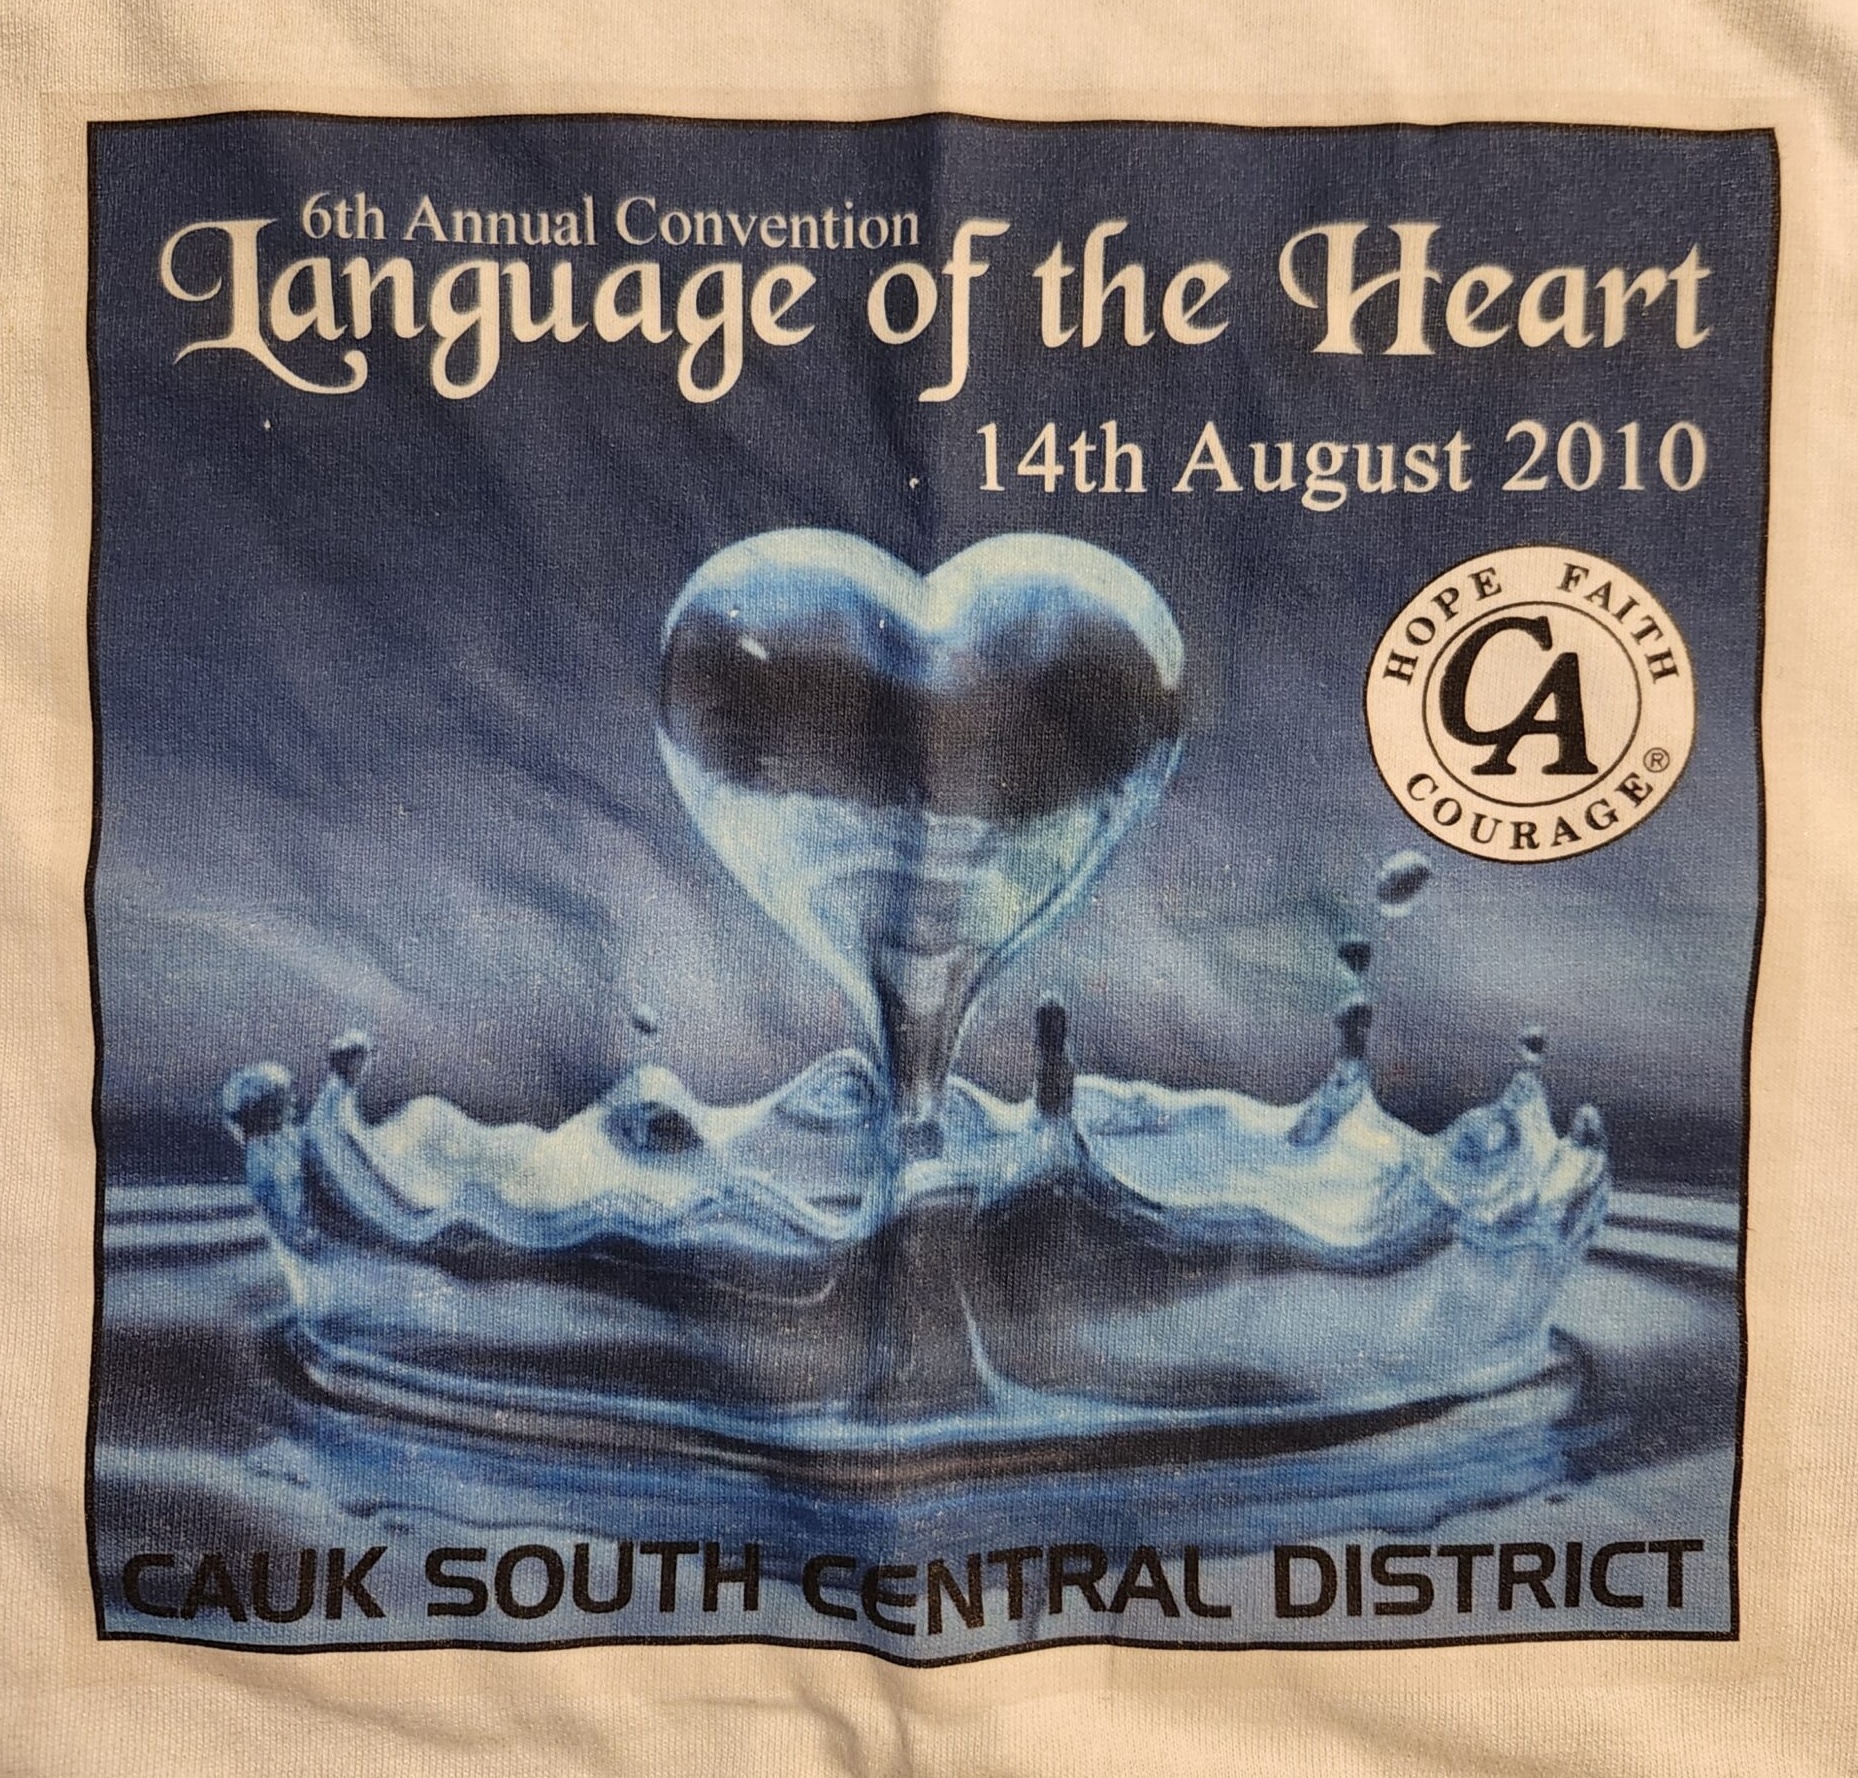 6th Annual Convention
Language of the Heart
14th August 2010
HOPE FAITH
CA
COURAGE®
CAUK SOUTH CENTRAL DISTRICT